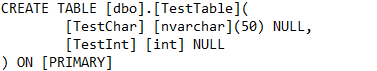 CREATE TABLE [dbo].[TestTable](
        [TestChar] [nvarchar](50) NULL,
        [TestInt] [int] NULL
) ON [PRIMARY]